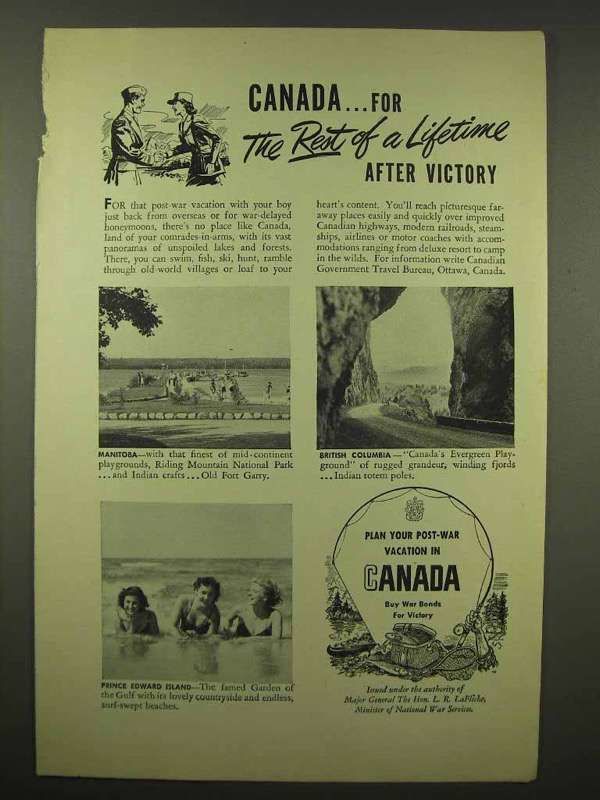 CANADA...FOR
The Rest of a Lifetime
AFTER VICTORY
FOR that post-war vacation with your boy
just back from overseas or for war-delayed
honeymoons, there's no place like Canada,
land of your comrades-in-arms, with its vast
panoramas of unspoiled lakes and forests.
There, you can swim, fish, ski, hunt, ramble
through old-world villages or loaf to your
heart's content. You'll reach picturesque far-
away places easily and quickly over improved
Canadian highways, modern railroads, steam-
ships, airlines or motor coaches with accom-
modations ranging from deluxe resort to camp
in the wilds. For information write Canadian
Government Travel Bureau, Ottawa, Canada.
MANITOBA—with that finest of mid-continent
playgrounds, Riding Mountain National Park
...and Indian crafts...Old Fort Garry.
BRITISH COLUMBIA—"Canada's Evergreen Play-
ground" of rugged grandeur, winding fjords
...Indian totem poles.
PRINCE EDWARD ISLAND—The famed Garden of
the Gulf with its lovely countryside and endless,
surf-swept beaches.
PLAN YOUR POST-WAR
VACATION IN
CANADA
Buy War Bonds
For Victory
Issued under the authority of
Major General The Hon. L. R. LaFlèche,
Minister of National War Services.